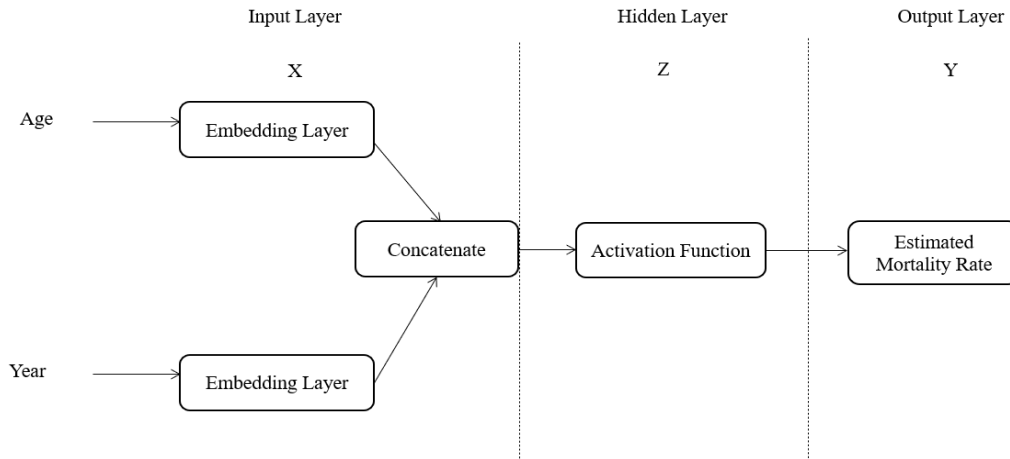 Input Layer
Hidden Layer
Output Layer
X
Z
Y
Age
Embedding Layer
Concatenate
Activation Function
Estimated
Mortality Rate
Year
Embedding Layer